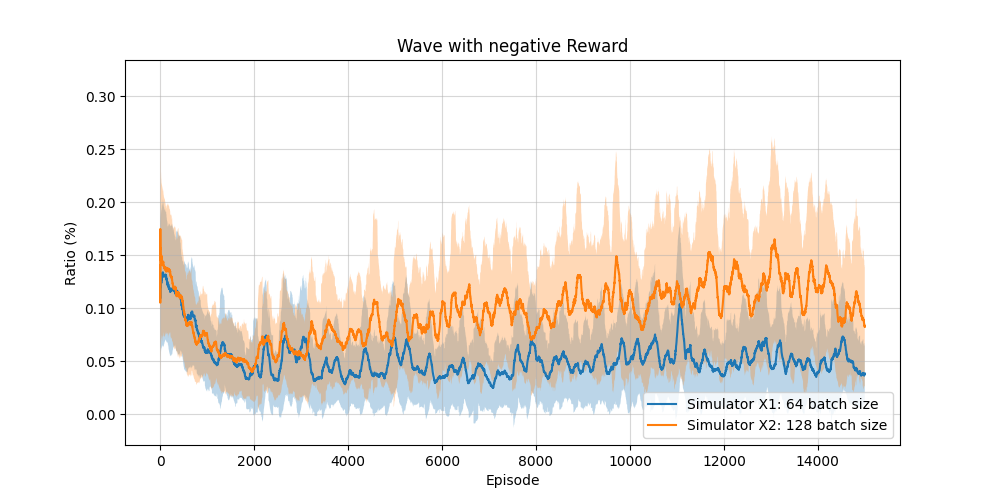 Wave with negative Reward
Ratio (%)
0.30
0.25
0.20
0.15
0.10
0.05
0.00
0 2000 4000 6000 8000 10000 12000 14000
Episode
Simulator X1: 64 batch size
Simulator X2: 128 batch size